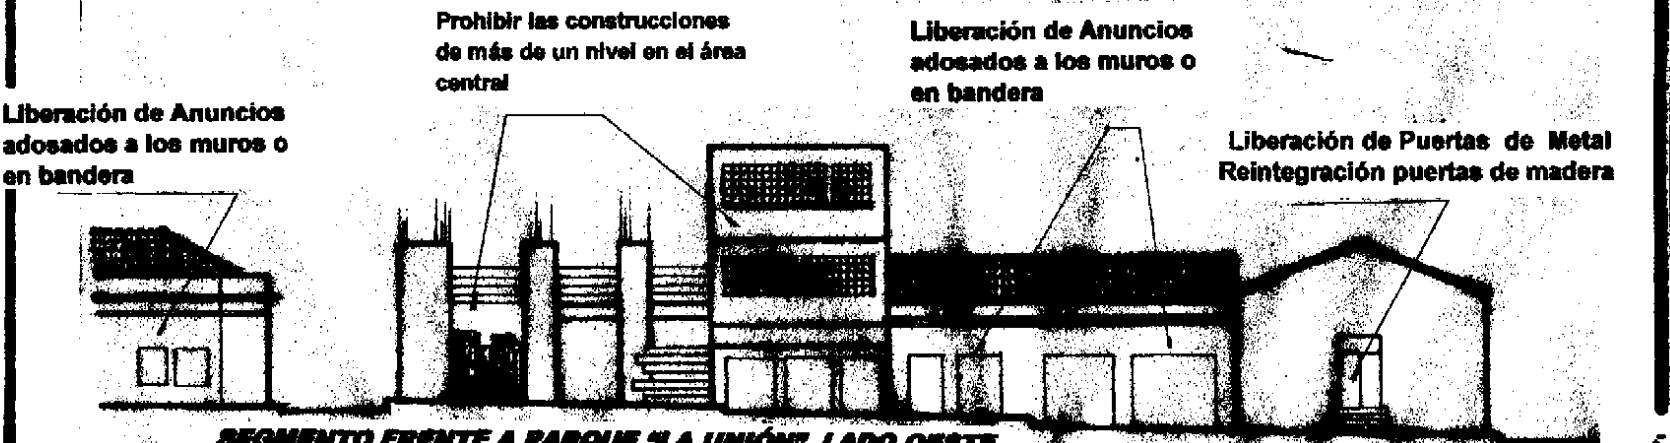 Prohibir las construcciones
de más de un nivel en el área
central
Liberación de Anuncios
adosados a los muros o
en bandera
Liberación de Anuncios
adosados a los muros o
en bandera
Liberación de Puertas de Metal
Reintegración puertas de madera
SEGMENTO FRENTE A PARQUE "LA UNIÓN", LADO OESTE